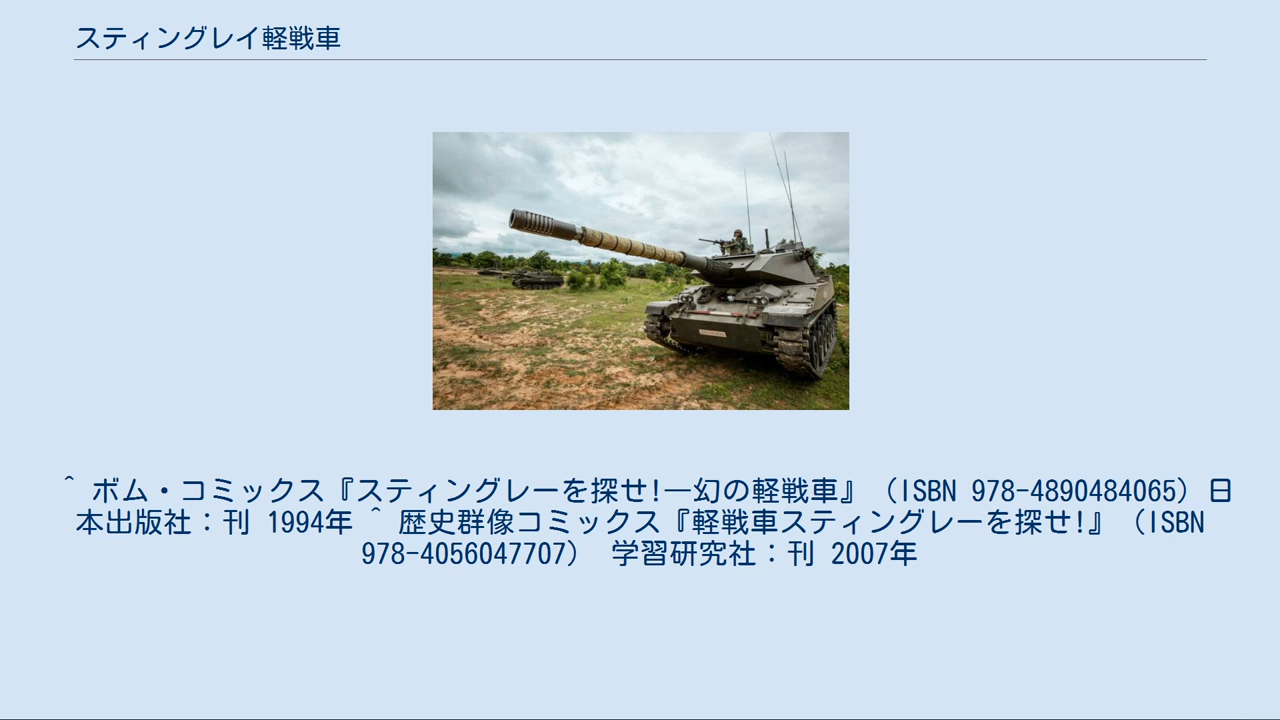 スティングレイ軽戦車
^ ボム・コミックス『スティングレーを探せ!―幻の軽戦車』（ISBN 978-4890484065）日
本出版社：刊 1994年 ^ 歴史群像コミックス『軽戦車スティングレーを探せ!』（ISBN
978-4056047707） 学習研究社：刊 2007年